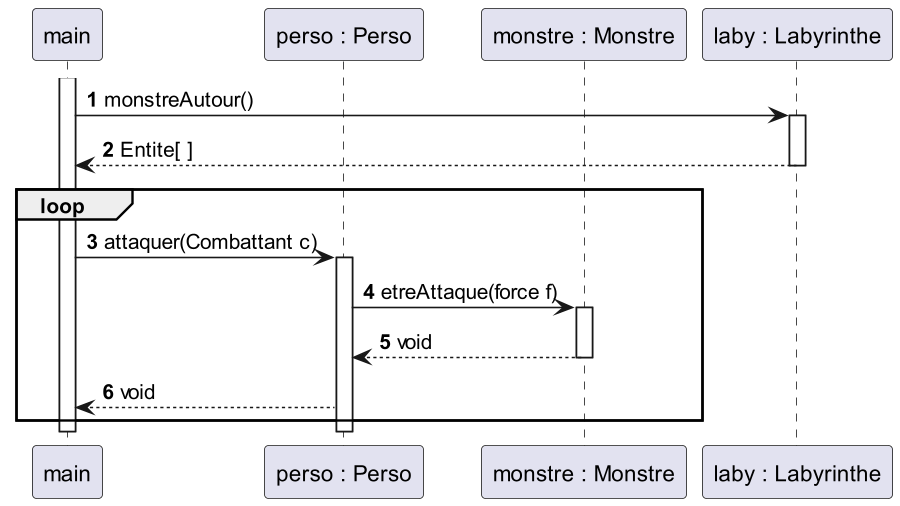 main
perso : Perso
monstre : Monstre
laby : Labyrinthe
1 monstreAutour()
2 Entite[ ]
loop
3 attaquer(Combattant c)
4 etreAttaque(force f)
5 void
6 void
main
perso : Perso
monstre : Monstre
laby : Labyrinthe